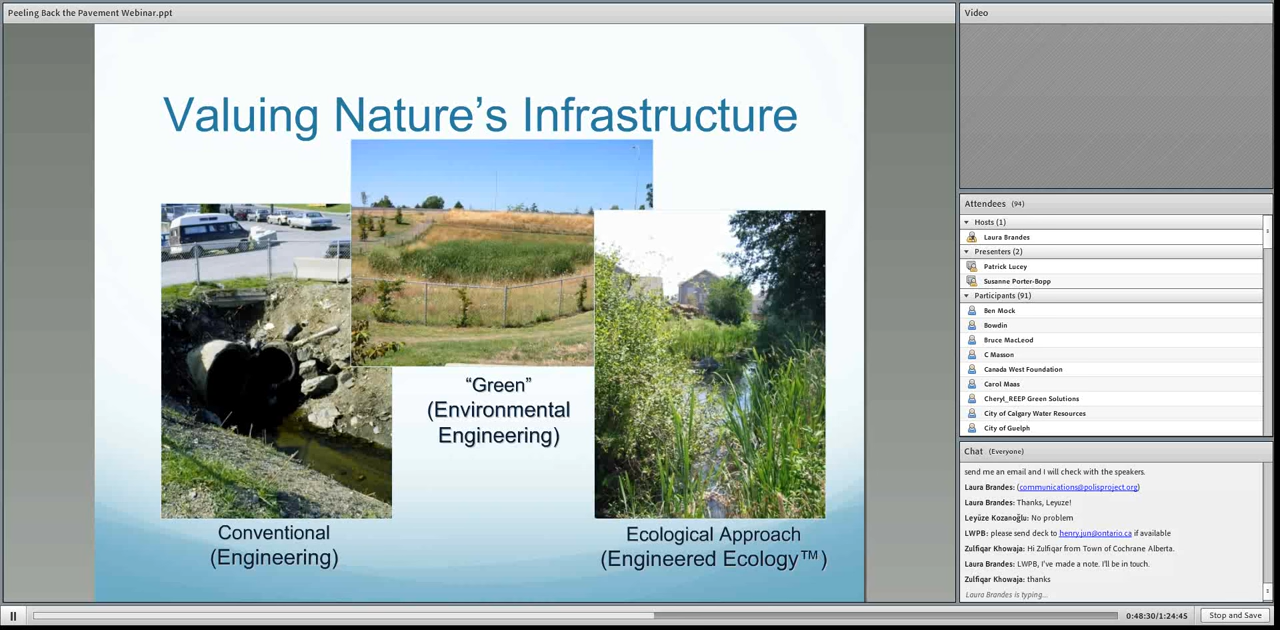 Peeling Back the Pavement Webinar.ppt
Valuing Nature's Infrastructure
“Green”
(Environmental
Engineering)
Conventional
(Engineering)
Ecological Approach
(Engineered Ecology™)
Video
Attendees (94)
Hosts (1)
Laura Brandes
Presenters (2)
Patrick Lucey
Susanne Porter-Bopp
Participants (91)
Ben Mock
Bowdin
Bruce MacLeod
C Masson
Canada West Foundation
Carol Maas
Cheryl_REEP Green Solutions
City of Calgary Water Resources
City of Guelph
Chat (Everyone)
send me an email and I will check with the speakers.
Laura Brandes: (communications@polisproject.org)
Laura Brandes: Thanks, Leyuze!
Leyüze Kozanoğlu: No problem
LWPB: please send deck to henry.jun@ontario.ca if available
Zulfiqar Khowaja: Hi Zulfiqar from Town of Cochrane Alberta.
Laura Brandes: LWPB, I've made a note. I'll be in touch.
Zulfiqar Khowaja: thanks
Laura Brandes is typing...
0:48:30/1:24:45
Stop and Save